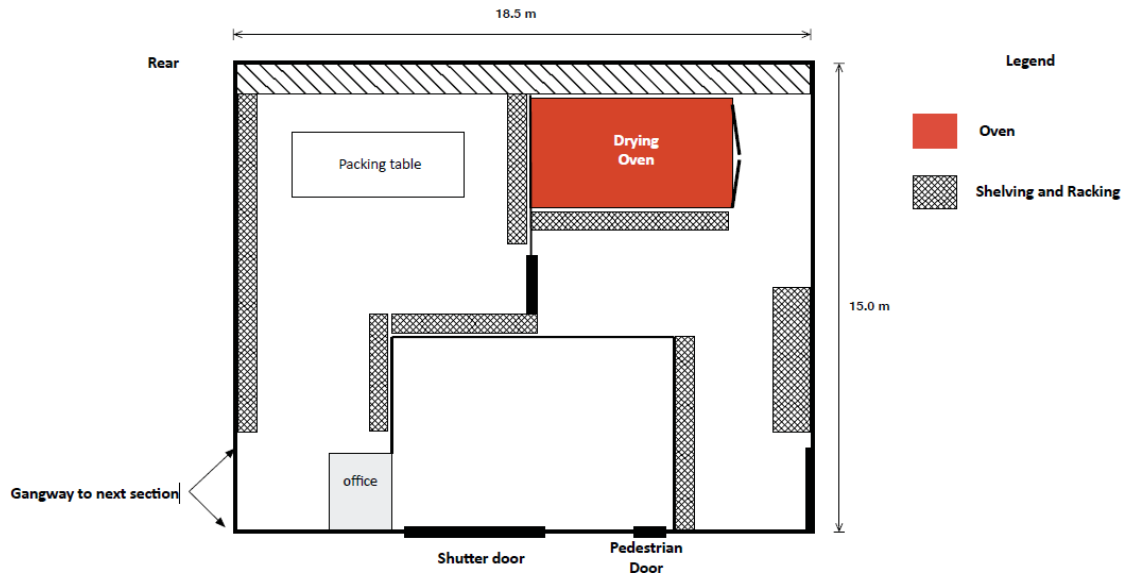 18.5 m
Rear
Legend
Oven
Drying
Oven
Packing table
Shelving and Racking
15.0 m
office
Gangway to next section
Shutter door
Pedestrian
Door